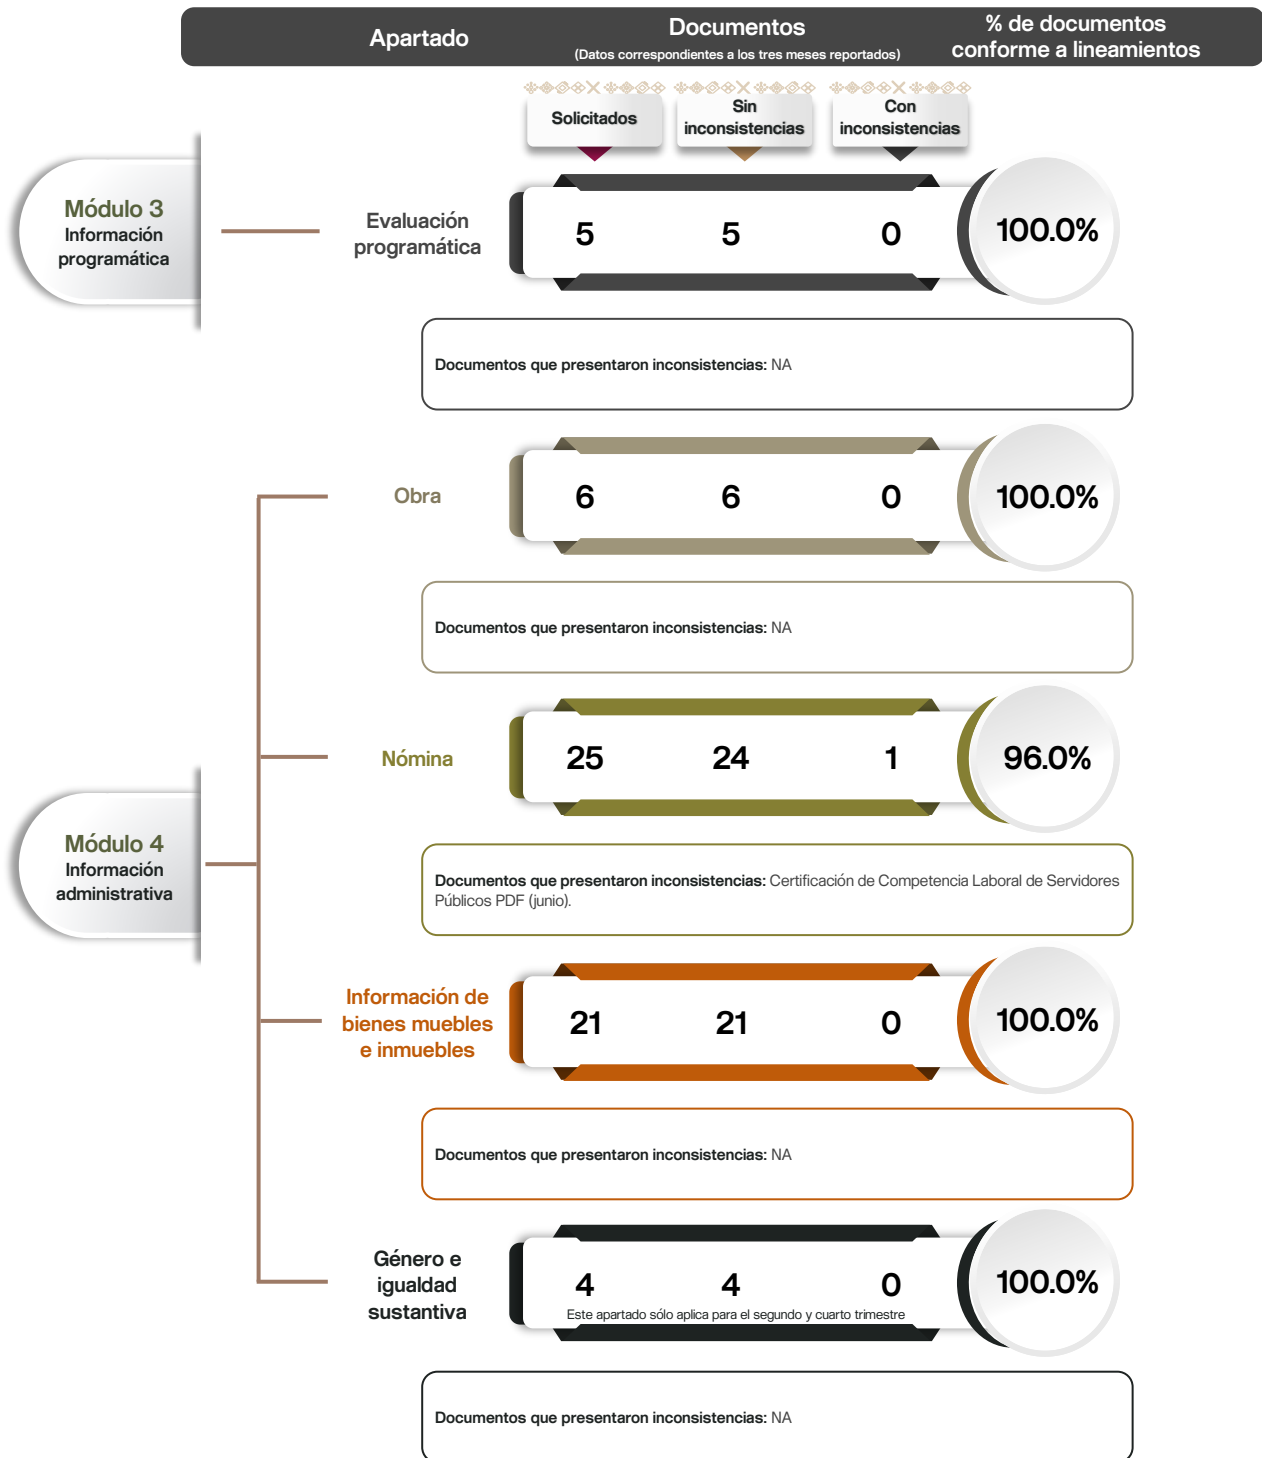 Apartado
Documentos
(Datos correspondientes a los tres meses reportados)
% de documentos
conforme a lineamientos
Solicitados
Sin
inconsistencias
Con
inconsistencias
Módulo 3
Información
programática
Evaluación
programática
5 5 0 100.0%
Documentos que presentaron inconsistencias: NA
Obra
6 6 0 100.0%
Documentos que presentaron inconsistencias: NA
Nómina
25 24 1 96.0%
Módulo 4
Información
administrativa
Documentos que presentaron inconsistencias: Certificación de Competencia Laboral de Servidores
Públicos PDF (junio).
Información de
bienes muebles
e inmuebles
21 21 0 100.0%
Documentos que presentaron inconsistencias: NA
Género e
igualdad
sustantiva
4 4 0 100.0%
Este apartado sólo aplica para el segundo y cuarto trimestre
Documentos que presentaron inconsistencias: NA